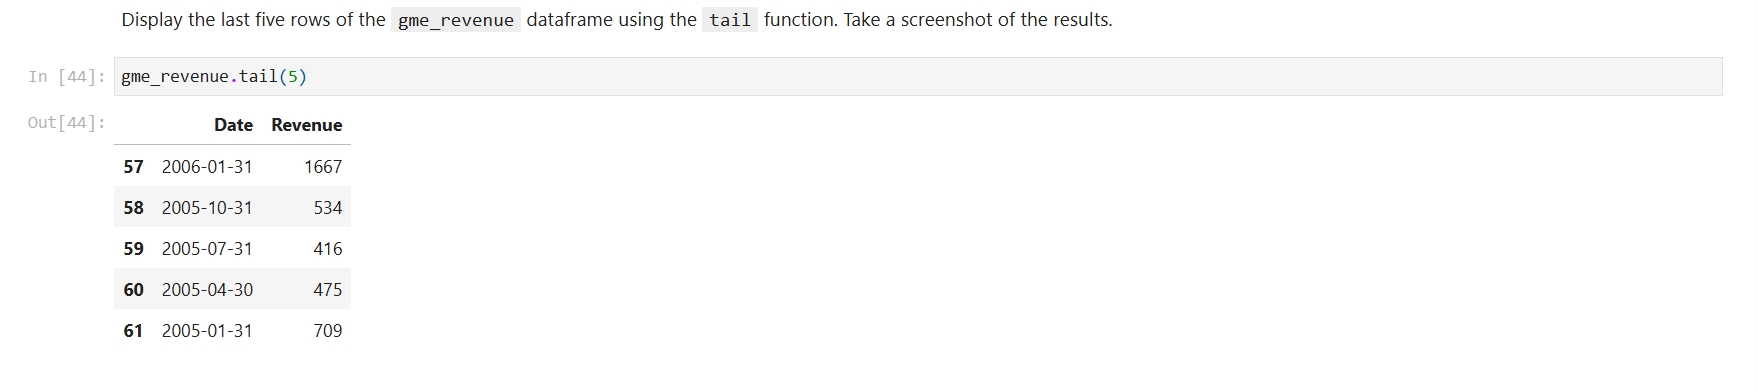 Display the last five rows of the gme_revenue dataframe using the tail function. Take a screenshot of the results.
In [44]: gme_revenue.tail(5)
Out[44]:
Date Revenue
57 2006-01-31 1667
58 2005-10-31 534
59 2005-07-31 416
60 2005-04-30 475
61 2005-01-31 709